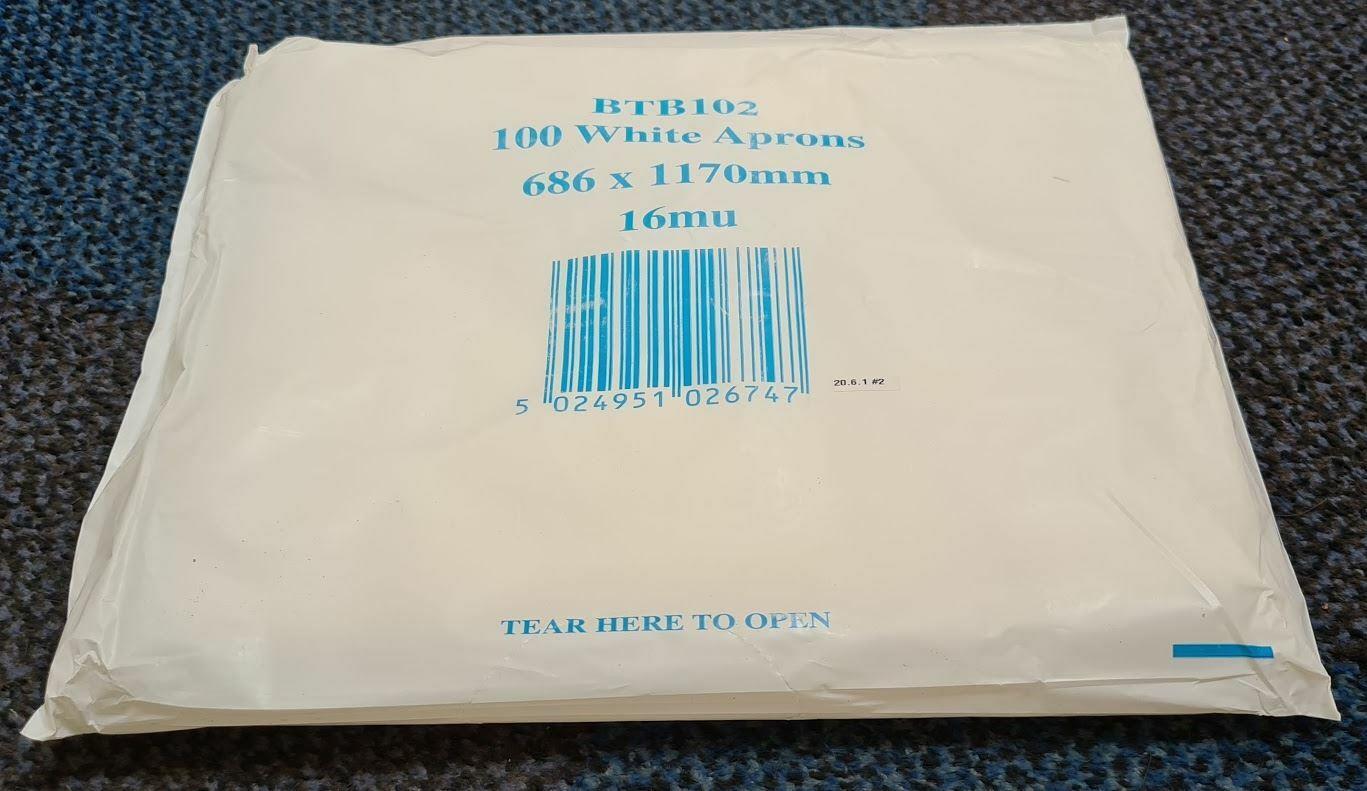 BTB102
100 White Aprons
686 x 1170mm
16mu
20.6.1 #2
5 024951 026747
TEAR HERE TO OPEN